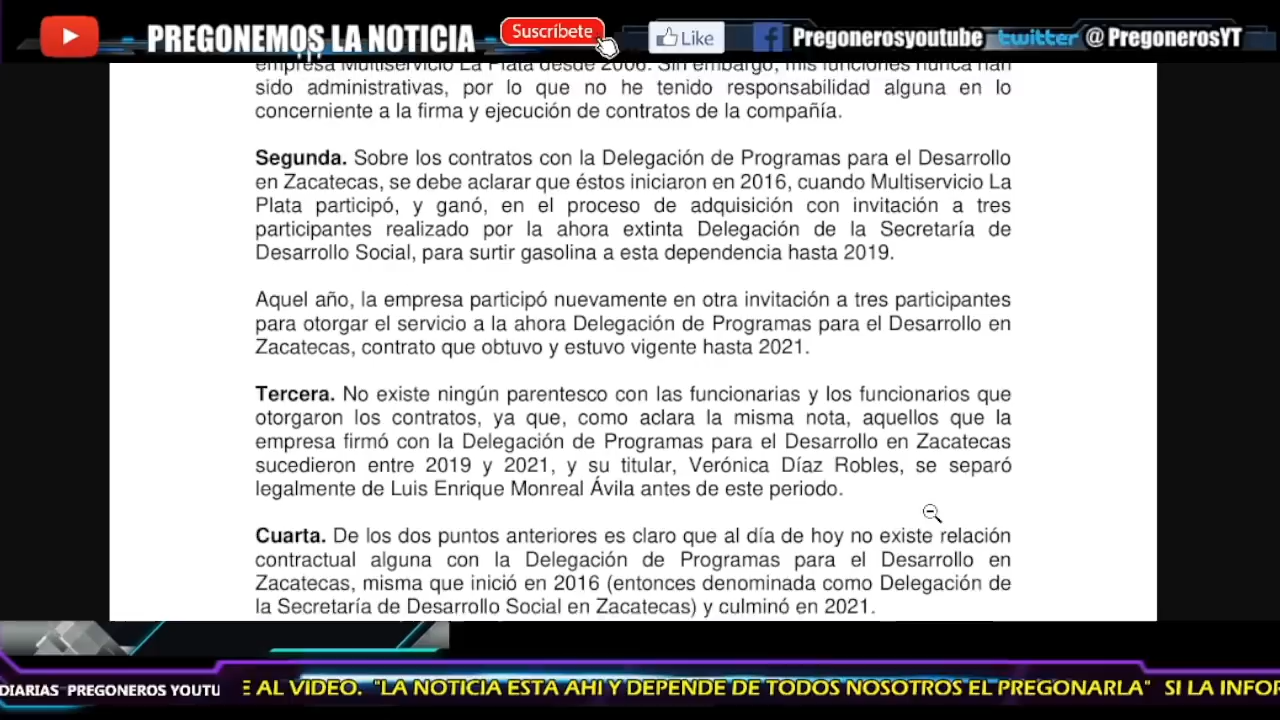 PREGONEMOS LA NOTICIA
Suscríbete
Like
Pregonerosyoutube
twitter @PregonerosYT
empresa Multiservicio La Plata desde 2006. Sin embargo, mis funciones nunca han
sido administrativas, por lo que no he tenido responsabilidad alguna en lo
concerniente a la firma y ejecución de contratos de la compañía.
Segunda. Sobre los contratos con la Delegación de Programas para el Desarrollo
en Zacatecas, se debe aclarar que éstos iniciaron en 2016, cuando Multiservicio La
Plata participó, y ganó, en el proceso de adquisición con invitación a tres
participantes realizado por la ahora extinta Delegación de la Secretaría de
Desarrollo Social, para surtir gasolina a esta dependencia hasta 2019.
Aquel año, la empresa participó nuevamente en otra invitación a tres participantes
para otorgar el servicio a la ahora Delegación de Programas para el Desarrollo en
Zacatecas, contrato que obtuvo y estuvo vigente hasta 2021.
Tercera. No existe ningún parentesco con las funcionarias y los funcionarios que
otorgaron los contratos, ya que, como aclara la misma nota, aquellos que la
empresa firmó con la Delegación de Programas para el Desarrollo en Zacatecas
sucedieron entre 2019 y 2021, y su titular, Verónica Díaz Robles, se separó
legalmente de Luis Enrique Monreal Ávila antes de este periodo.
Cuarta. De los dos puntos anteriores es claro que al día de hoy no existe relación
contractual alguna con la Delegación de Programas para el Desarrollo en
Zacatecas, misma que inició en 2016 (entonces denominada como Delegación de
la Secretaría de Desarrollo Social en Zacatecas) y culminó en 2021.
DIARIAS PREGONEROS YOUTU
E AL VIDEO. "LA NOTICIA ESTA AHI Y DEPENDE DE TODOS NOSOTROS EL PREGONARLA" SI LA INFOR